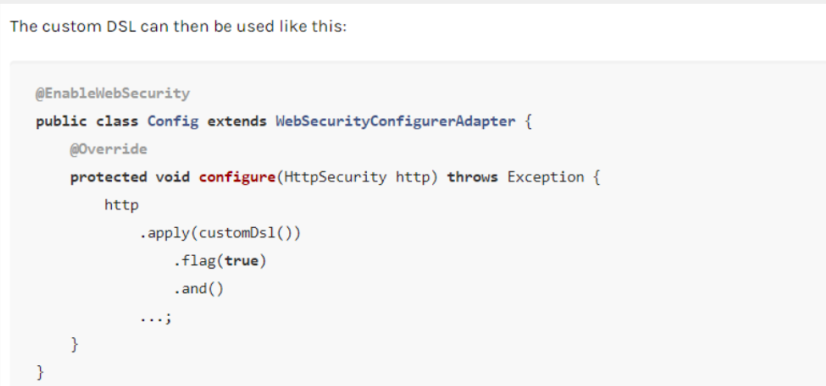 The custom DSL can then be used like this:
@EnableWebSecurity
public class Config extends WebSecurityConfigurerAdapter {
    @Override
    protected void configure(HttpSecurity http) throws Exception {
        http
            .apply(customDsl())
                .flag(true)
                .and()
            ...;
    }
}